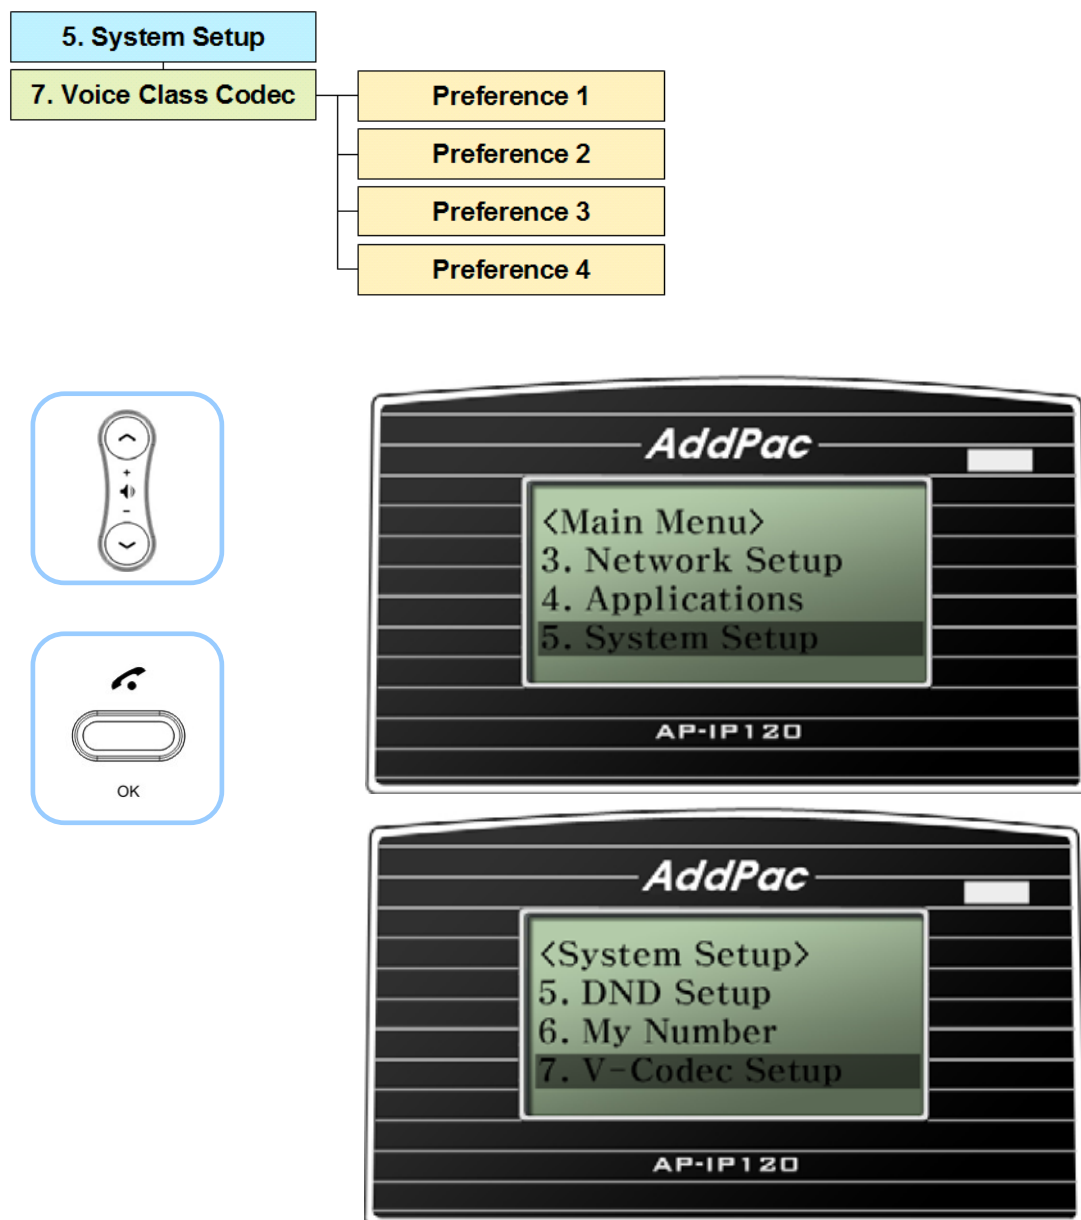 5. System Setup
7. Voice Class Codec
Preference 1
Preference 2
Preference 3
Preference 4
+
-
OK
AddPac
<Main Menu>
3. Network Setup
4. Applications
5. System Setup
AP-IP120
AddPac
<System Setup>
5. DND Setup
6. My Number
7. V-Codec Setup
AP-IP120